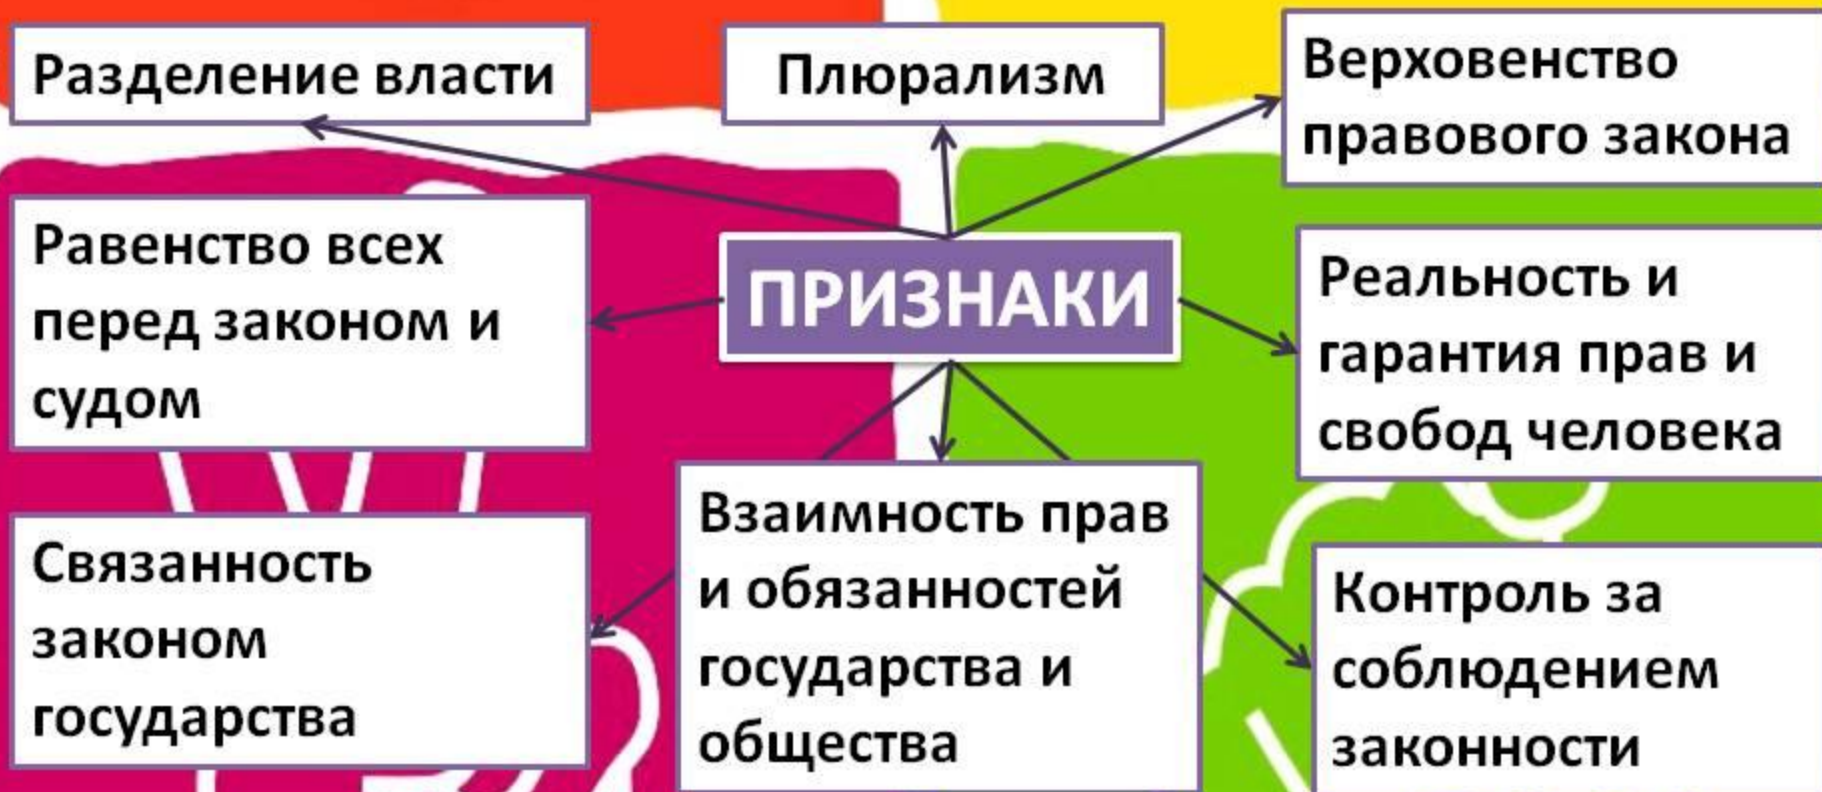 Разделение власти
Плюрализм
Верховенство
правового закона
Равенство всех
перед законом и
судом
ПРИЗНАКИ
Реальность и
гарантия прав и
свобод человека
Связанность
законом
государства
Взаимность прав
и обязанностей
государства и
общества
Контроль за
соблюдением
законности